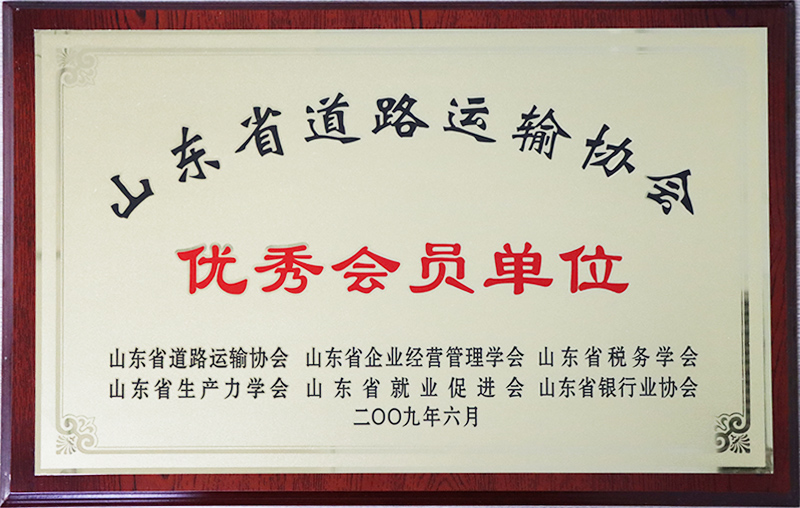 山东省道路运输协会
优秀会员单位
山东省道路运输协会 山东省企业经营管理学会 山东省税务学会
山东省生产力学会 山东省就业促进会 山东省银行业协会
二〇〇九年六月